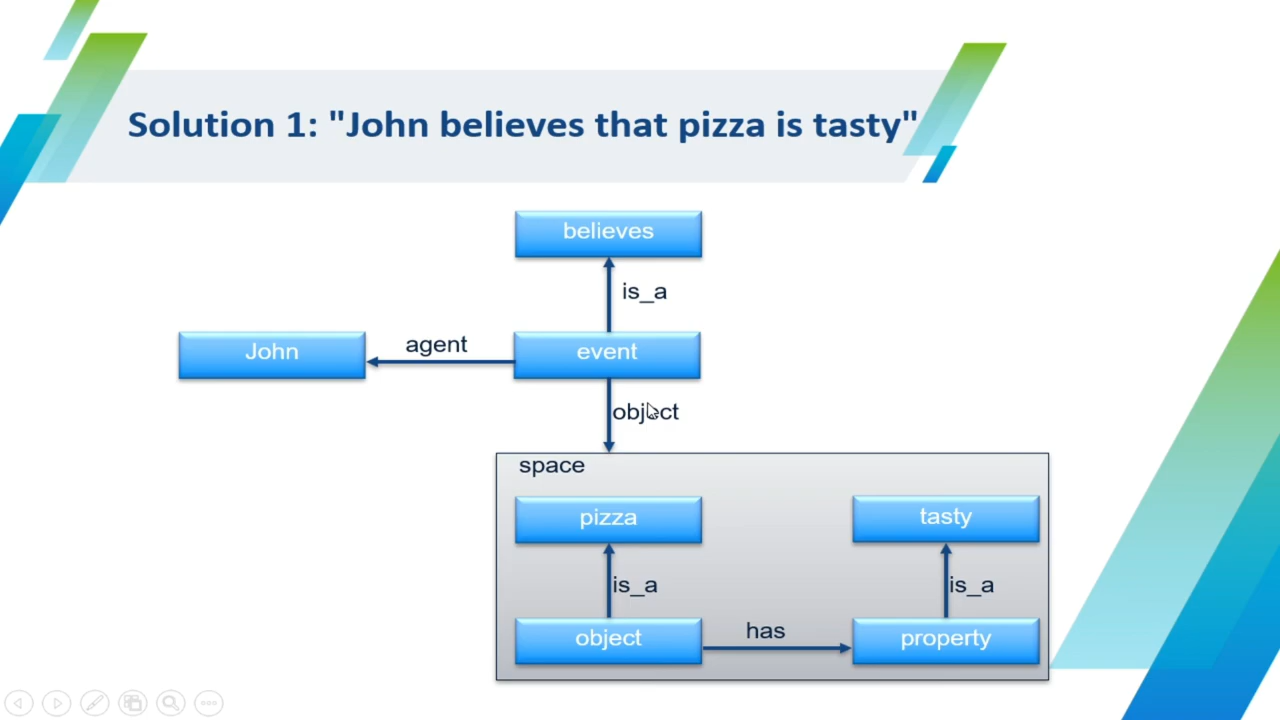 Solution 1: "John believes that pizza is tasty"
believes
is_a
John
agent
event
object
space
pizza
tasty
is_a
is_a
object
has
property